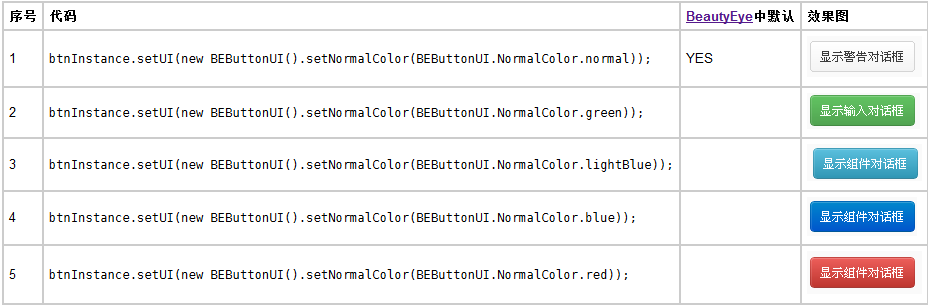 序号 代码 BeautyEye中默认 效果图
1 btnInstance.setUI(new BEButtonUI().setNormalColor(BEButtonUI.NormalColor.normal)); YES 显示警告对话框
2 btnInstance.setUI(new BEButtonUI().setNormalColor(BEButtonUI.NormalColor.green)); 显示输入对话框
3 btnInstance.setUI(new BEButtonUI().setNormalColor(BEButtonUI.NormalColor.lightBlue)); 显示组件对话框
4 btnInstance.setUI(new BEButtonUI().setNormalColor(BEButtonUI.NormalColor.blue)); 显示组件对话框
5 btnInstance.setUI(new BEButtonUI().setNormalColor(BEButtonUI.NormalColor.red)); 显示组件对话框